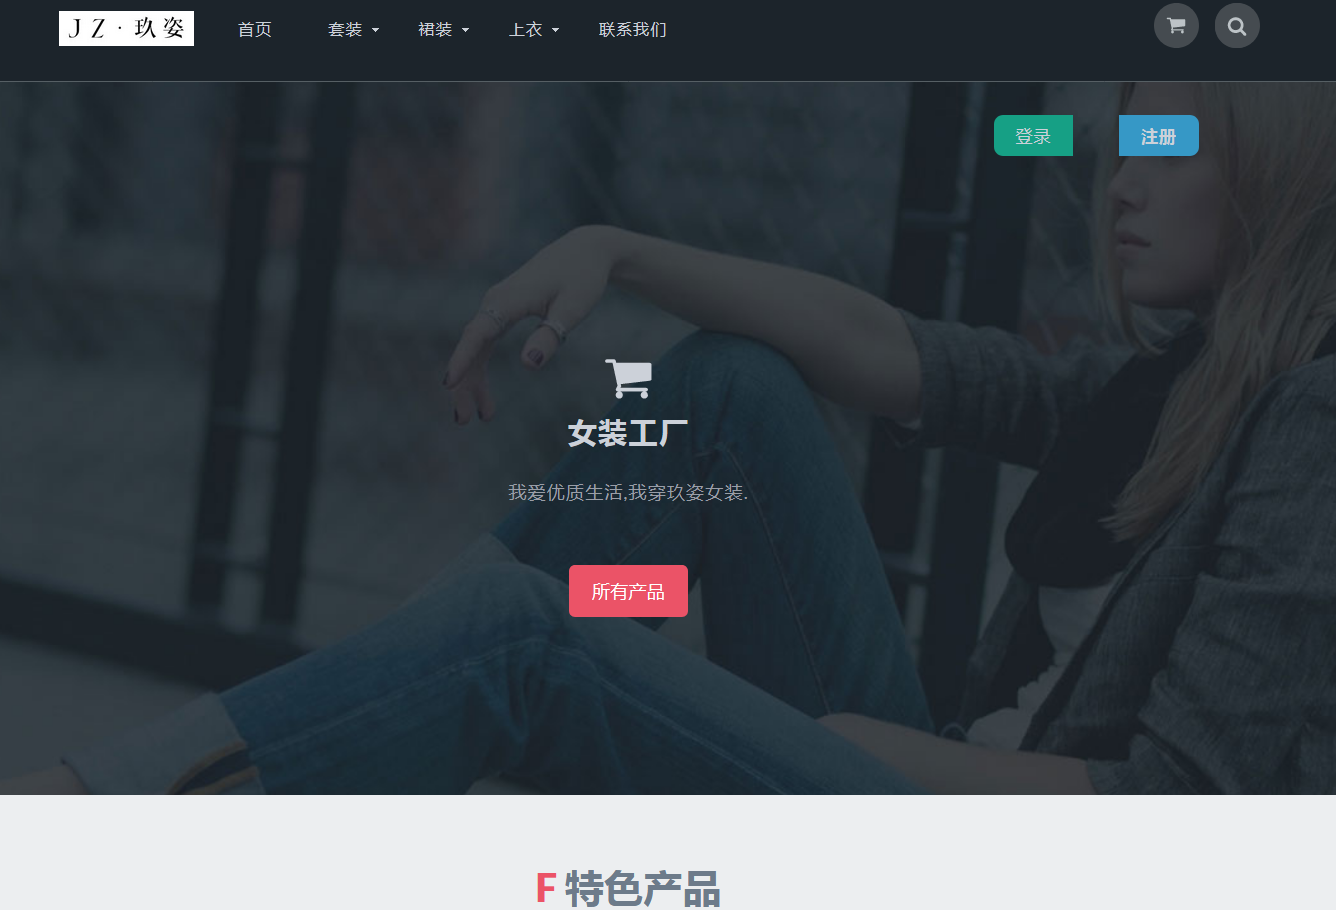 JZ·玖姿
首页 套装 裙装 上衣 联系我们
登录 注册
女装工厂
我爱优质生活,我穿玖姿女装.
所有产品
F 特色产品